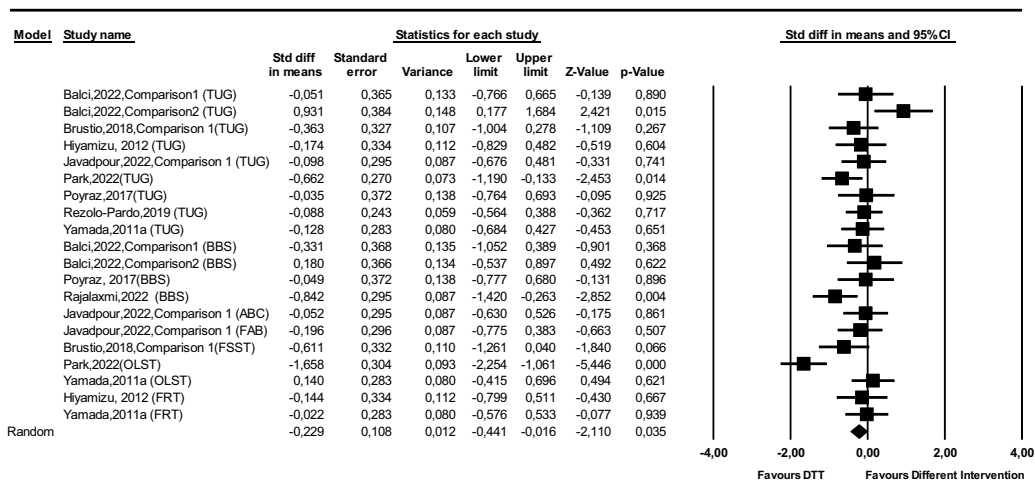 Model Study name Statistics for each study Std diff in means and 95%CI
Std diff Standard Lower Upper
in means error Variance limit limit Z-Value p-Value
Balci,2022,Comparison1 (TUG) -0,051 0,365 0,133 -0,766 0,665 -0,139 0,890
Balci,2022,Comparison2 (TUG) 0,931 0,384 0,148 0,177 1,684 2,421 0,015
Brustio,2018,Comparison 1(TUG) -0,363 0,327 0,107 -1,004 0,278 -1,109 0,267
Hiyamizu, 2012 (TUG) -0,174 0,334 0,112 -0,829 0,482 -0,519 0,604
Javadpour,2022,Comparison 1 (TUG) -0,098 0,295 0,087 -0,676 0,481 -0,331 0,741
Park,2022(TUG) -0,662 0,270 0,073 -1,190 -0,133 -2,453 0,014
Poyraz,2017(TUG) -0,035 0,372 0,138 -0,764 0,693 -0,095 0,925
Rezolo-Pardo,2019 (TUG) -0,088 0,243 0,059 -0,564 0,388 -0,362 0,717
Yamada,2011a (TUG) -0,128 0,283 0,080 -0,684 0,427 -0,453 0,651
Balci,2022,Comparison1 (BBS) -0,331 0,368 0,135 -1,052 0,389 -0,901 0,368
Balci,2022,Comparison2 (BBS) 0,180 0,366 0,134 -0,537 0,897 0,492 0,622
Poyraz, 2017(BBS) -0,049 0,372 0,138 -0,777 0,680 -0,131 0,896
Rajalaxmi,2022 (BBS) -0,842 0,295 0,087 -1,420 -0,263 -2,852 0,004
Javadpour,2022,Comparison 1 (ABC) -0,052 0,295 0,087 -0,630 0,526 -0,175 0,861
Javadpour,2022,Comparison 1 (FAB) -0,196 0,296 0,087 -0,775 0,383 -0,663 0,507
Brustio,2018,Comparison 1(FSST) -0,611 0,332 0,110 -1,261 0,040 -1,840 0,066
Park,2022(OLST) -1,658 0,304 0,093 -2,254 -1,061 -5,446 0,000
Yamada,2011a (OLST) 0,140 0,283 0,080 -0,415 0,696 0,494 0,621
Hiyamizu, 2012 (FRT) -0,144 0,334 0,112 -0,799 0,511 -0,430 0,667
Yamada,2011a (FRT) -0,022 0,283 0,080 -0,576 0,533 -0,077 0,939
Random -0,229 0,108 0,012 -0,441 -0,016 -2,110 0,035
-4,00 -2,00 0,00 2,00 4,00
Favours DTT Favours Different Intervention